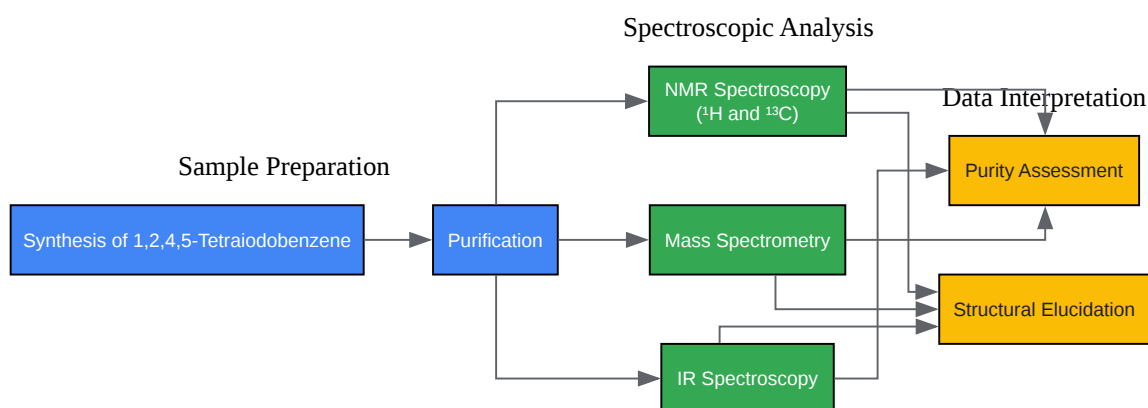 Spectroscopic Analysis
NMR Spectroscopy
(¹H and ¹³C)
Data Interpretation
Sample Preparation
Purity Assessment
Synthesis of 1,2,4,5-Tetraiodobenzene
Purification
Mass Spectrometry
Structural Elucidation
IR Spectroscopy